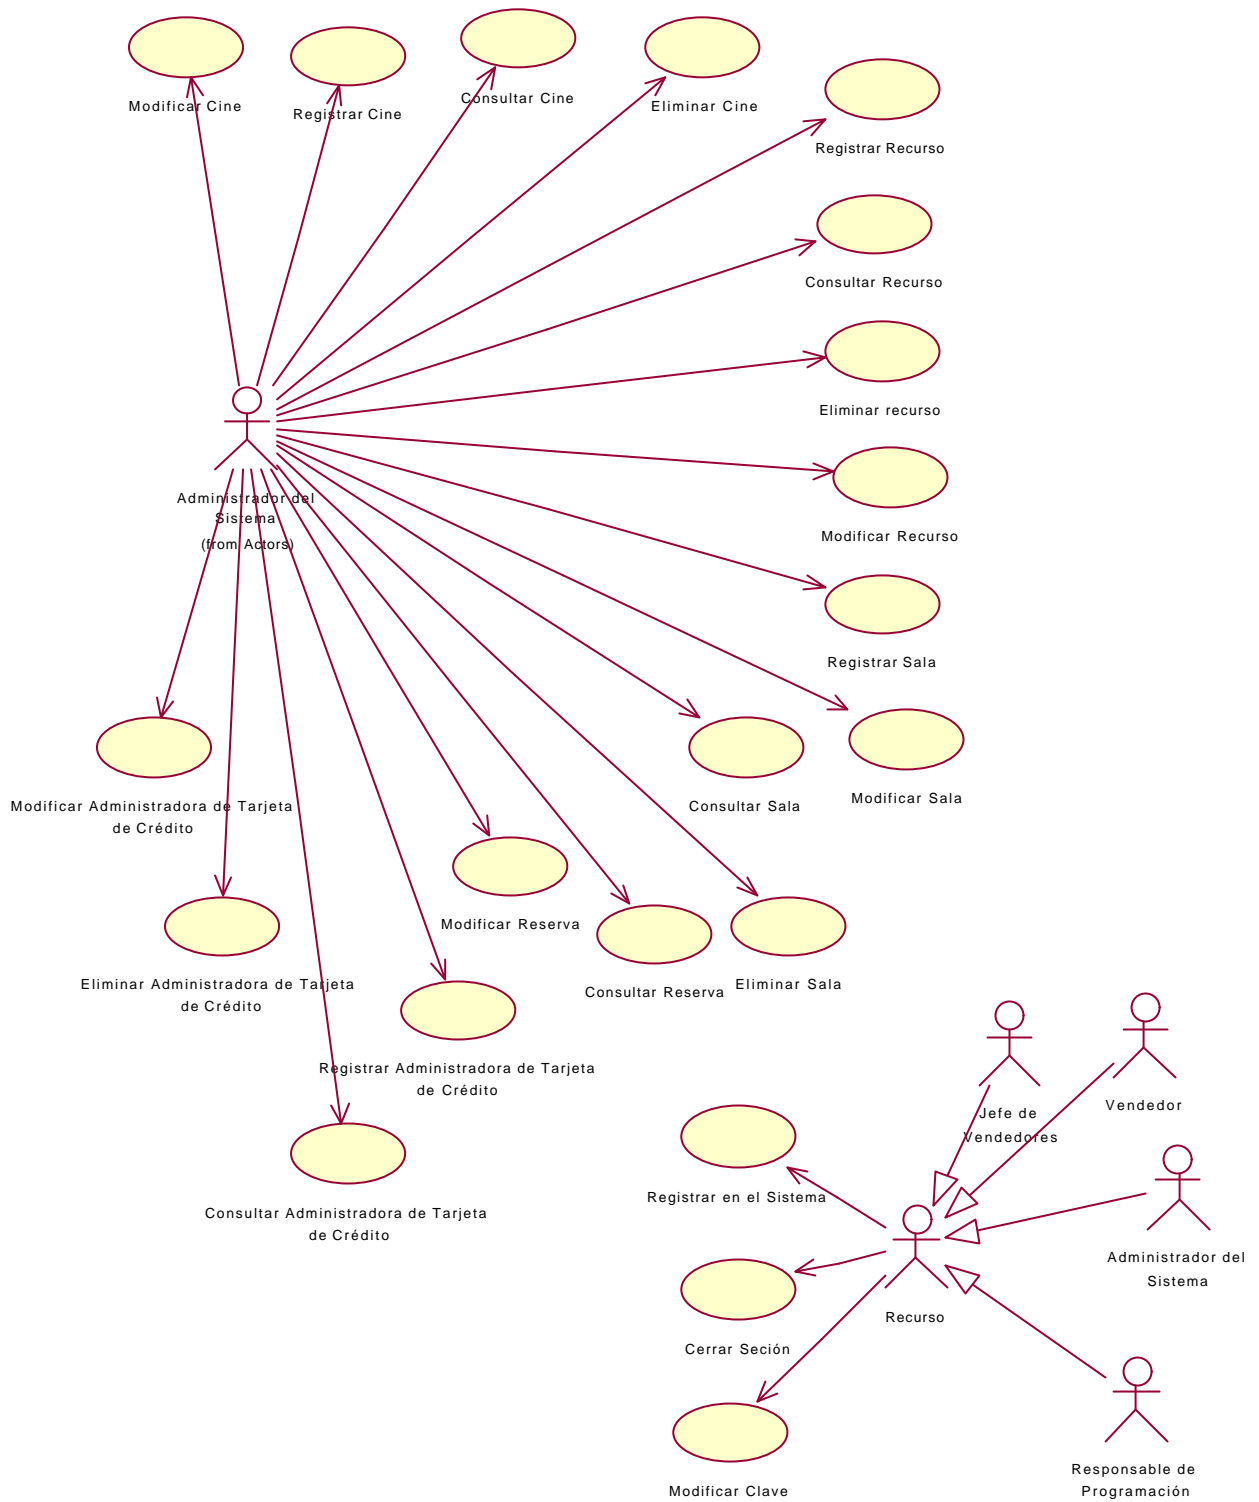 Modificar Cine
Registrar Cine
Consultar Cine
Eliminar Cine
Registrar Recurso
Consultar Recurso
Eliminar recurso
Modificar Recurso
Administrador del
Sistema
(from Actors)
Registrar Sala
Modificar Sala
Consultar Sala
Modificar Administradora de Tarjeta
de Crédito
Modificar Reserva
Consultar Reserva
Eliminar Sala
Eliminar Administradora de Tarjeta
de Crédito
Registrar Administradora de Tarjeta
de Crédito
Consultar Administradora de Tarjeta
de Crédito
Jefe de
Vendedores
Vendedor
Registrar en el Sistema
Administrador del
Sistema
Recurso
Cerrar Seción
Modificar Clave
Responsable de
Programación